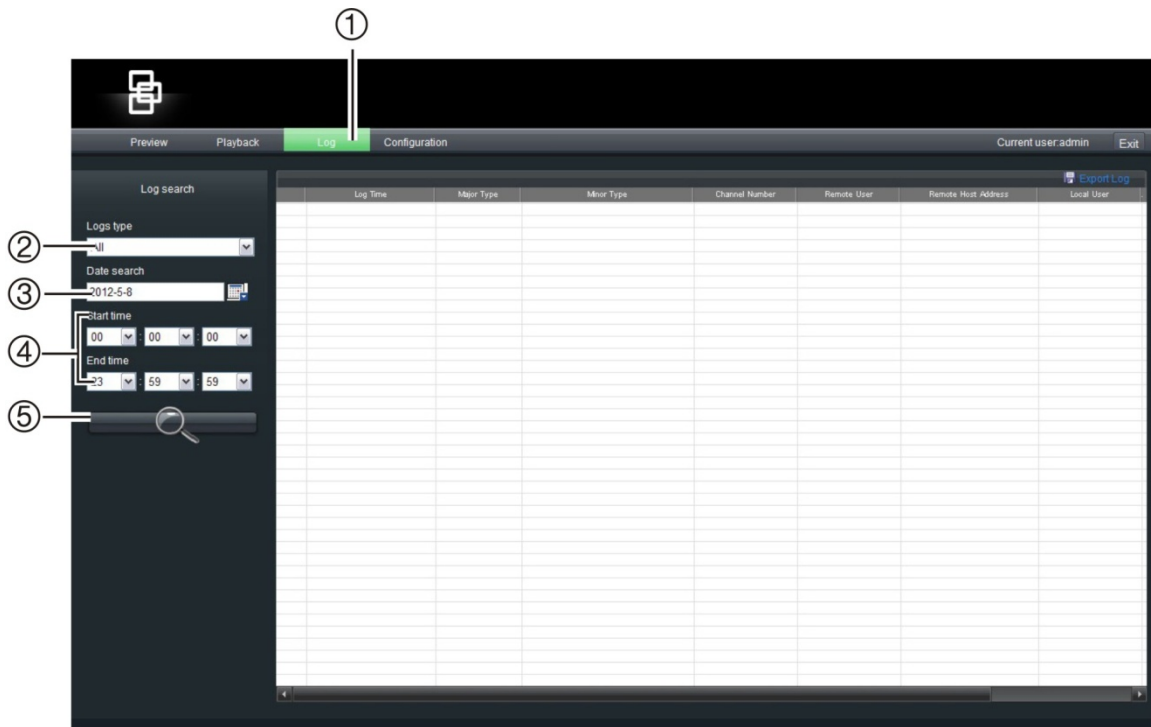 ①
Preview Playback Log Configuration Current user:admin Exit
Log search
Export Log
Log Time Major Type Minor Type Channel Number Remote User Remote Host Address Local User
Logs type
② All
Date search
③ 2012-5-8
Start time
00 : 00 : 00
④
End time
23 : 59 : 59
⑤